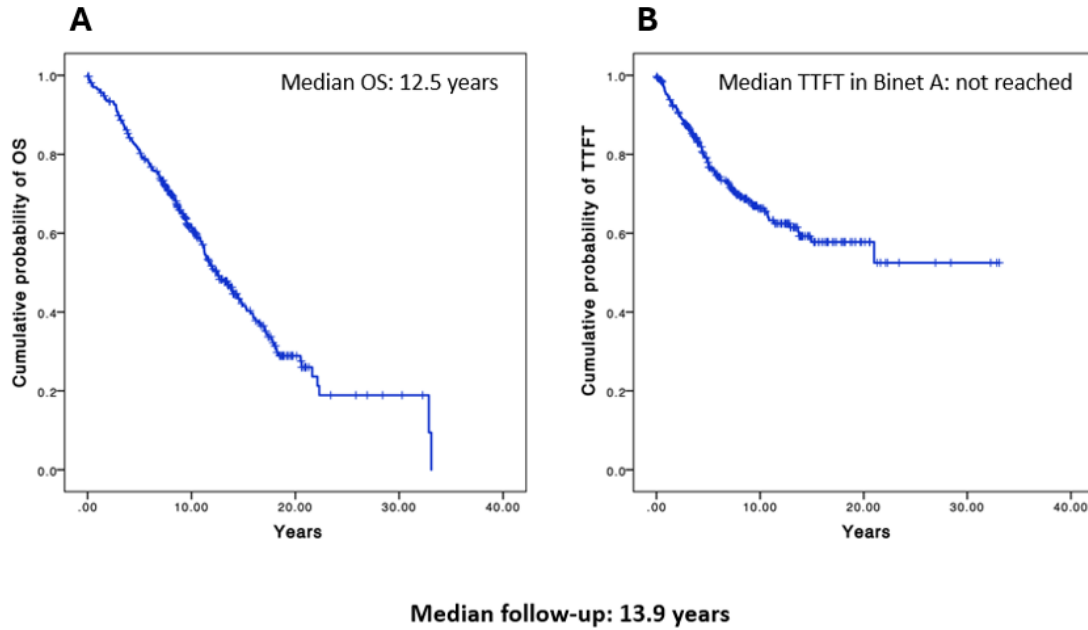 A
Median OS: 12.5 years
Cumulative probability of OS
1.0
0.8
0.6
0.4
0.2
0.0
.00 10.00 20.00 30.00 40.00
Years
B
Median TTFT in Binet A: not reached
Cumulative probability of TTFT
1.0
0.8
0.6
0.4
0.2
0.0
.00 10.00 20.00 30.00 40.00
Years
Median follow-up: 13.9 years